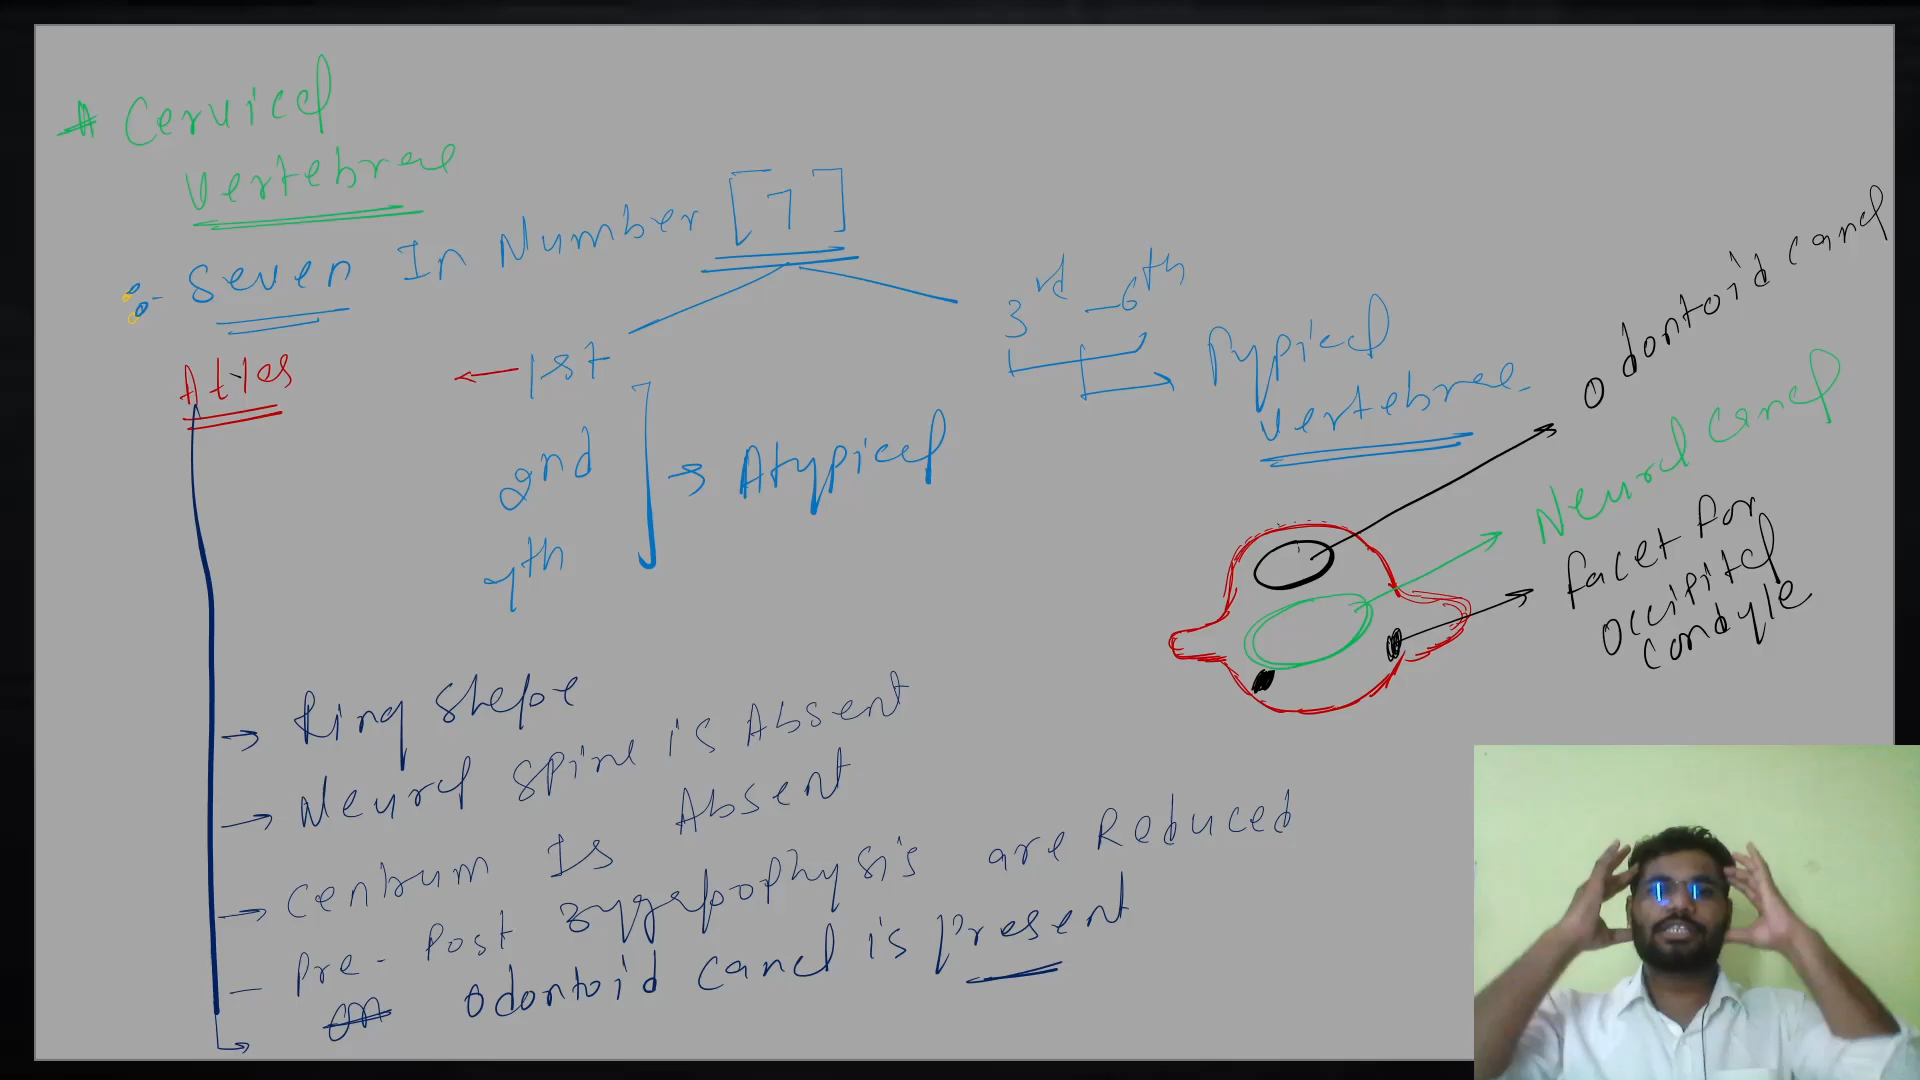 # Cervical
Vertebrae
Seven In Number [7]
Atlas
1st
2nd
7th
Atypical
3rd - 6th
Typical
Vertebrae
Odontoid canal
Neural canal
Facet For
Occipital
Condyle
Ring Shape
Neural Spine is Absent
Centrum Is Absent
Pre - Post Zygapophysis are Reduced
Odontoid canal is Present